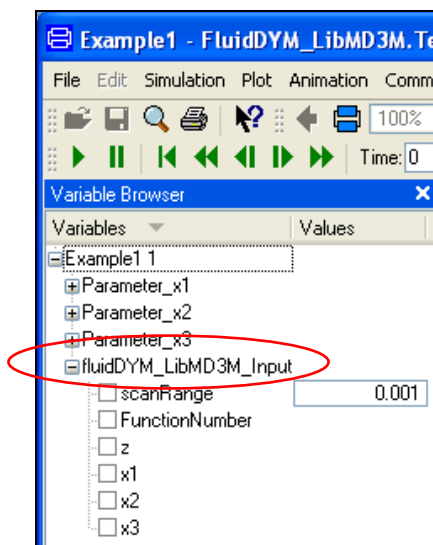 Example1 - FluidDYM_LibMD3M.Te
File Edit Simulation Plot Animation Comm
100%
Time: 0
Variable Browser
Variables Values
Example1 1
Parameter_x1
Parameter_x2
Parameter_x3
fluidDYM_LibMD3M_Input
scanRange 0.001
FunctionNumber
z
x1
x2
x3